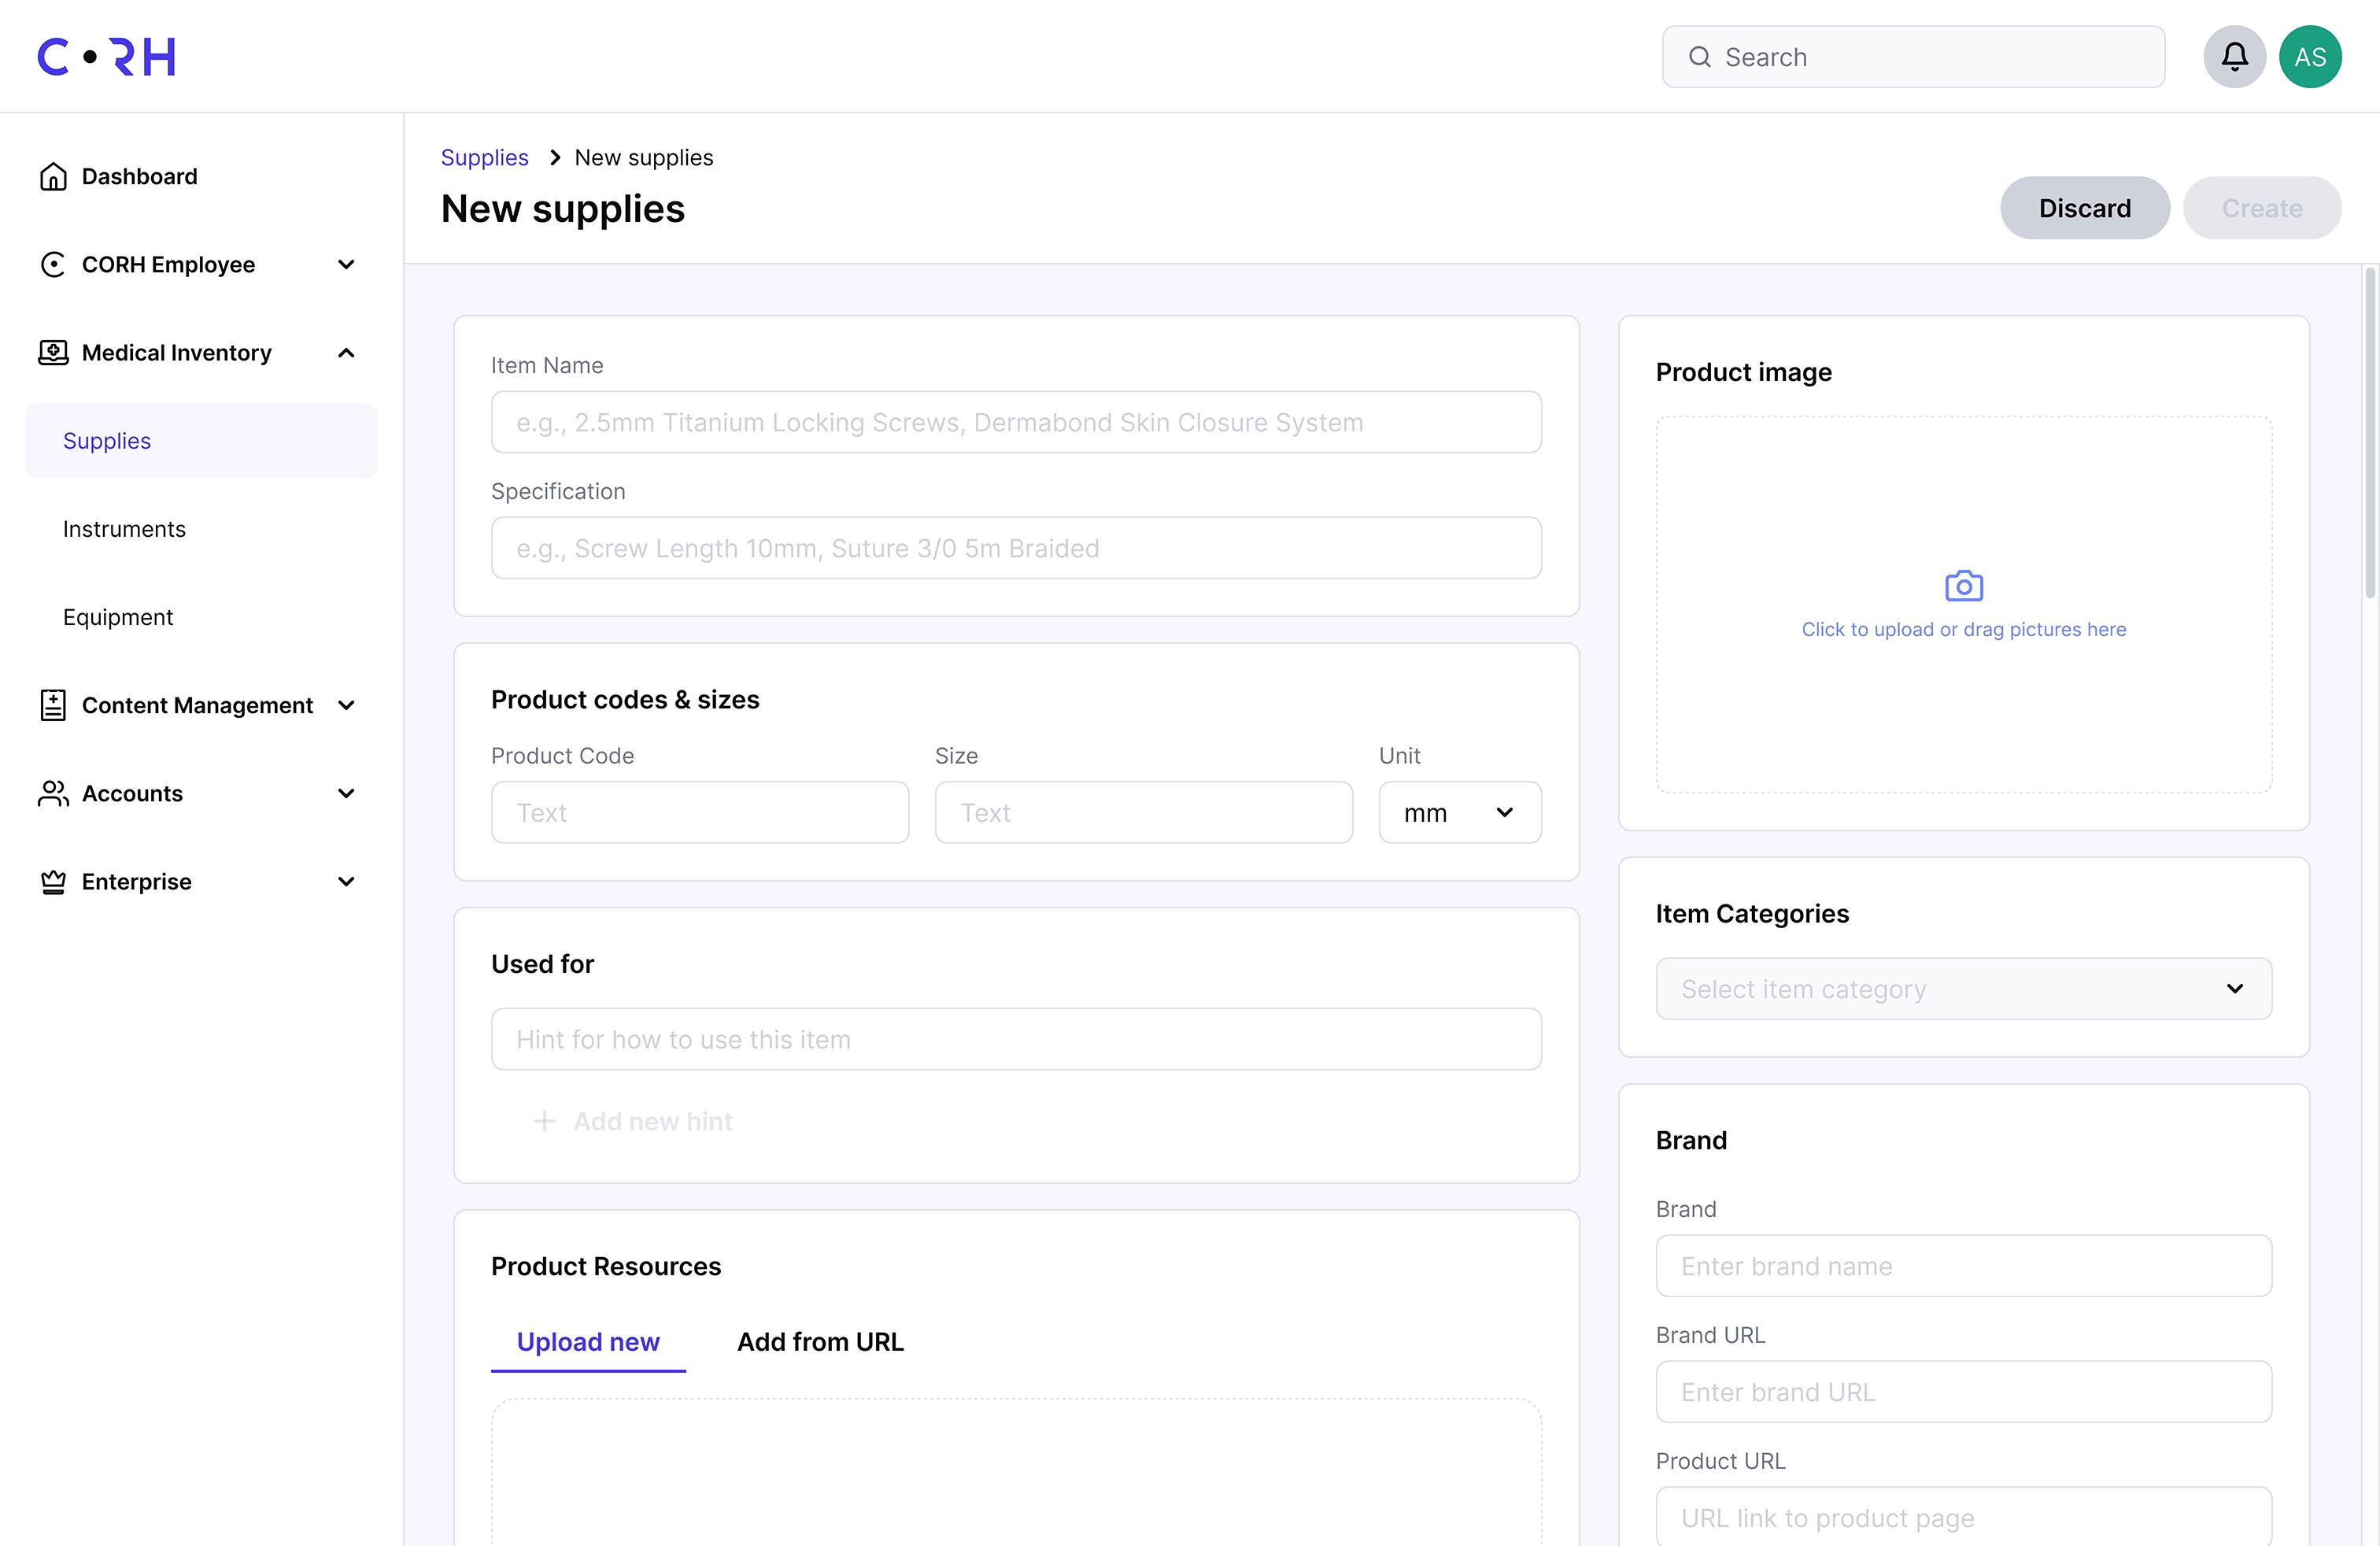 C•RH
Search
AS
Dashboard
CORH Employee
Medical Inventory
Supplies
Instruments
Equipment
Content Management
Accounts
Enterprise
Supplies > New supplies
New supplies
Discard
Create
Item Name
e.g., 2.5mm Titanium Locking Screws, Dermabond Skin Closure System
Specification
e.g., Screw Length 10mm, Suture 3/0 5m Braided
Product codes & sizes
Product Code Size Unit
Text Text mm
Used for
Hint for how to use this item
+ Add new hint
Product Resources
Upload new Add from URL
Product image
Click to upload or drag pictures here
Item Categories
Select item category
Brand
Brand
Enter brand name
Brand URL
Enter brand URL
Product URL
URL link to product page